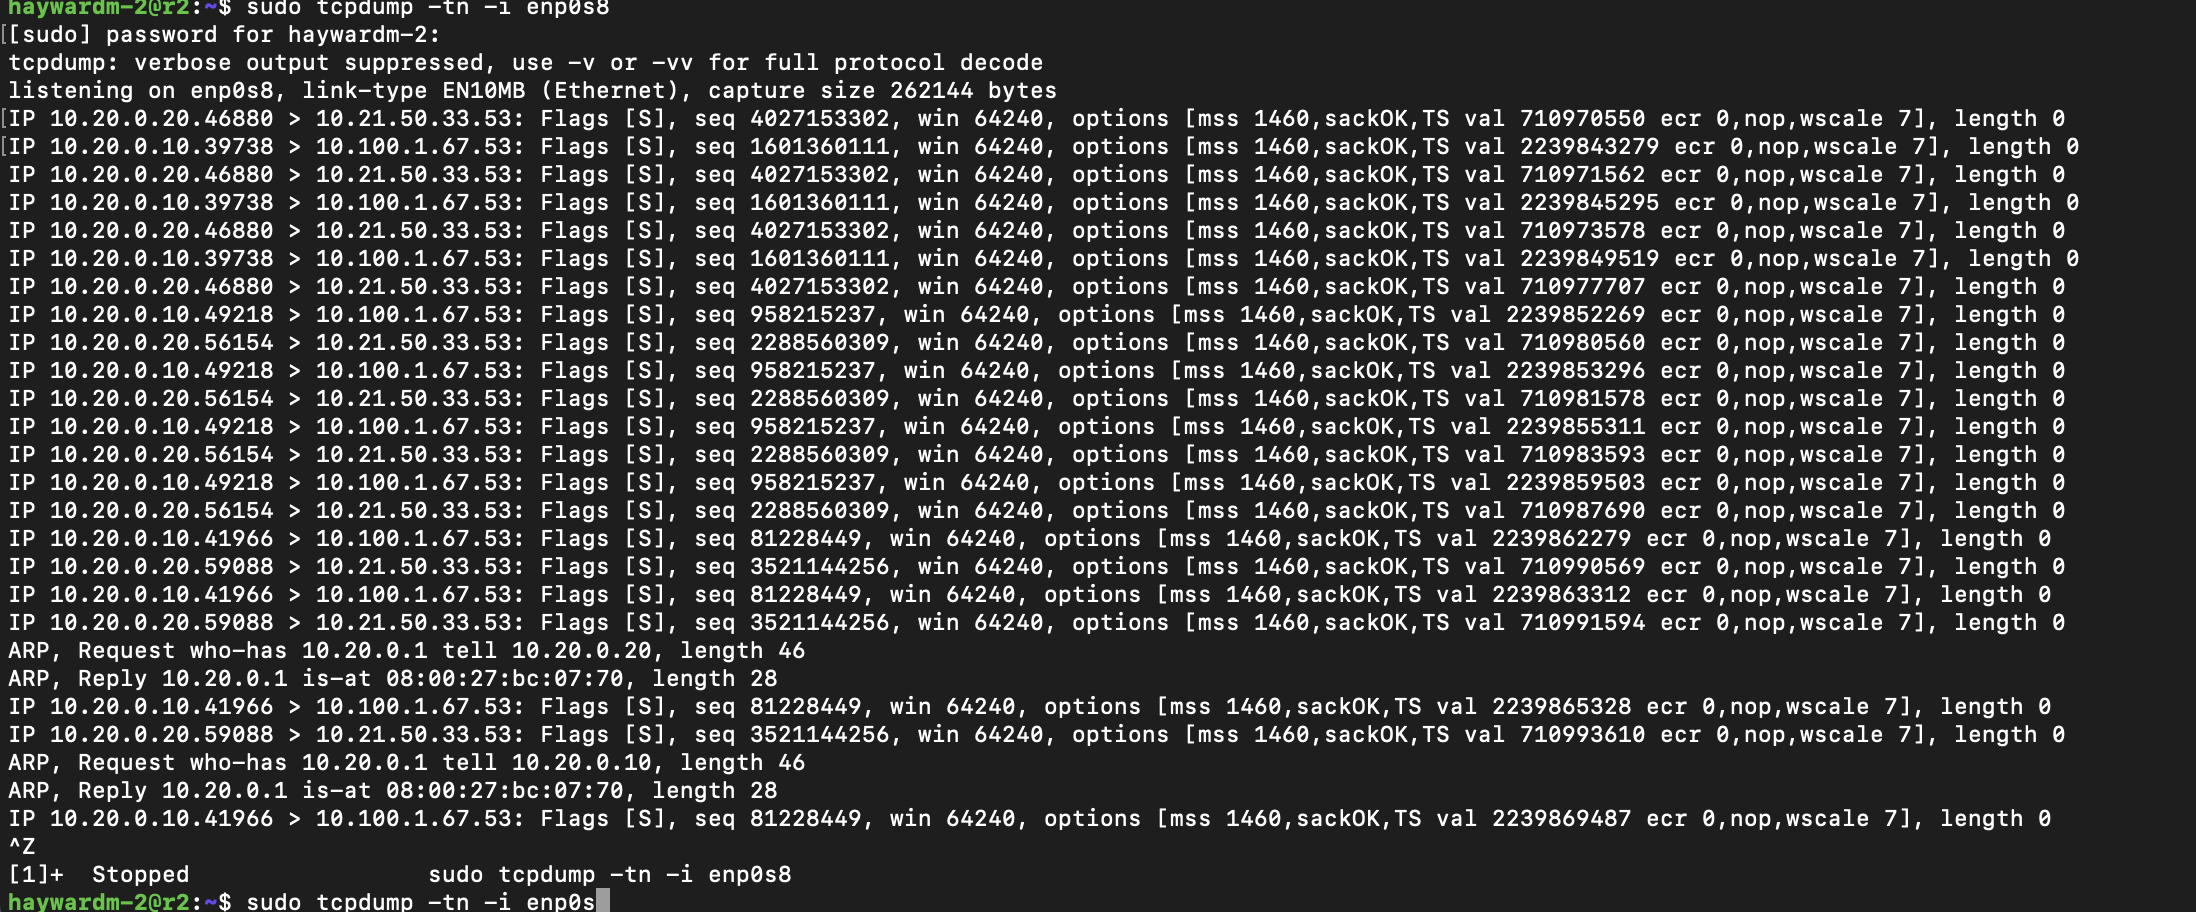 haywardm-2@r2:~$ sudo tcpdump -tn -i enp0s8
[[sudo] password for haywardm-2:
tcpdump: verbose output suppressed, use -v or -vv for full protocol decode
listening on enp0s8, link-type EN10MB (Ethernet), capture size 262144 bytes
[IP 10.20.0.20.46880 > 10.21.50.33.53: Flags [S], seq 4027153302, win 64240, options [mss 1460,sackOK,TS val 710970550 ecr 0,nop,wscale 7], length 0
[IP 10.20.0.10.39738 > 10.100.1.67.53: Flags [S], seq 1601360111, win 64240, options [mss 1460,sackOK,TS val 2239843279 ecr 0,nop,wscale 7], length 0
IP 10.20.0.20.46880 > 10.21.50.33.53: Flags [S], seq 4027153302, win 64240, options [mss 1460,sackOK,TS val 710971562 ecr 0,nop,wscale 7], length 0
IP 10.20.0.10.39738 > 10.100.1.67.53: Flags [S], seq 1601360111, win 64240, options [mss 1460,sackOK,TS val 2239845295 ecr 0,nop,wscale 7], length 0
IP 10.20.0.20.46880 > 10.21.50.33.53: Flags [S], seq 4027153302, win 64240, options [mss 1460,sackOK,TS val 710973578 ecr 0,nop,wscale 7], length 0
IP 10.20.0.10.39738 > 10.100.1.67.53: Flags [S], seq 1601360111, win 64240, options [mss 1460,sackOK,TS val 2239849519 ecr 0,nop,wscale 7], length 0
IP 10.20.0.20.46880 > 10.21.50.33.53: Flags [S], seq 4027153302, win 64240, options [mss 1460,sackOK,TS val 710977707 ecr 0,nop,wscale 7], length 0
IP 10.20.0.10.49218 > 10.100.1.67.53: Flags [S], seq 958215237, win 64240, options [mss 1460,sackOK,TS val 2239852269 ecr 0,nop,wscale 7], length 0
IP 10.20.0.20.56154 > 10.21.50.33.53: Flags [S], seq 2288560309, win 64240, options [mss 1460,sackOK,TS val 710980560 ecr 0,nop,wscale 7], length 0
IP 10.20.0.10.49218 > 10.100.1.67.53: Flags [S], seq 958215237, win 64240, options [mss 1460,sackOK,TS val 2239853296 ecr 0,nop,wscale 7], length 0
IP 10.20.0.20.56154 > 10.21.50.33.53: Flags [S], seq 2288560309, win 64240, options [mss 1460,sackOK,TS val 710981578 ecr 0,nop,wscale 7], length 0
IP 10.20.0.10.49218 > 10.100.1.67.53: Flags [S], seq 958215237, win 64240, options [mss 1460,sackOK,TS val 2239855311 ecr 0,nop,wscale 7], length 0
IP 10.20.0.20.56154 > 10.21.50.33.53: Flags [S], seq 2288560309, win 64240, options [mss 1460,sackOK,TS val 710983593 ecr 0,nop,wscale 7], length 0
IP 10.20.0.10.49218 > 10.100.1.67.53: Flags [S], seq 958215237, win 64240, options [mss 1460,sackOK,TS val 2239859503 ecr 0,nop,wscale 7], length 0
IP 10.20.0.20.56154 > 10.21.50.33.53: Flags [S], seq 2288560309, win 64240, options [mss 1460,sackOK,TS val 710987690 ecr 0,nop,wscale 7], length 0
IP 10.20.0.10.41966 > 10.100.1.67.53: Flags [S], seq 81228449, win 64240, options [mss 1460,sackOK,TS val 2239862279 ecr 0,nop,wscale 7], length 0
IP 10.20.0.20.59088 > 10.21.50.33.53: Flags [S], seq 3521144256, win 64240, options [mss 1460,sackOK,TS val 710990569 ecr 0,nop,wscale 7], length 0
IP 10.20.0.10.41966 > 10.100.1.67.53: Flags [S], seq 81228449, win 64240, options [mss 1460,sackOK,TS val 2239863312 ecr 0,nop,wscale 7], length 0
IP 10.20.0.20.59088 > 10.21.50.33.53: Flags [S], seq 3521144256, win 64240, options [mss 1460,sackOK,TS val 710991594 ecr 0,nop,wscale 7], length 0
ARP, Request who-has 10.20.0.1 tell 10.20.0.20, length 46
ARP, Reply 10.20.0.1 is-at 08:00:27:bc:07:70, length 28
IP 10.20.0.10.41966 > 10.100.1.67.53: Flags [S], seq 81228449, win 64240, options [mss 1460,sackOK,TS val 2239865328 ecr 0,nop,wscale 7], length 0
IP 10.20.0.20.59088 > 10.21.50.33.53: Flags [S], seq 3521144256, win 64240, options [mss 1460,sackOK,TS val 710993610 ecr 0,nop,wscale 7], length 0
ARP, Request who-has 10.20.0.1 tell 10.20.0.10, length 46
ARP, Reply 10.20.0.1 is-at 08:00:27:bc:07:70, length 28
IP 10.20.0.10.41966 > 10.100.1.67.53: Flags [S], seq 81228449, win 64240, options [mss 1460,sackOK,TS val 2239869487 ecr 0,nop,wscale 7], length 0
^Z
[1]+  Stopped                 sudo tcpdump -tn -i enp0s8
haywardm-2@r2:~$ sudo tcpdump -tn -i enp0s